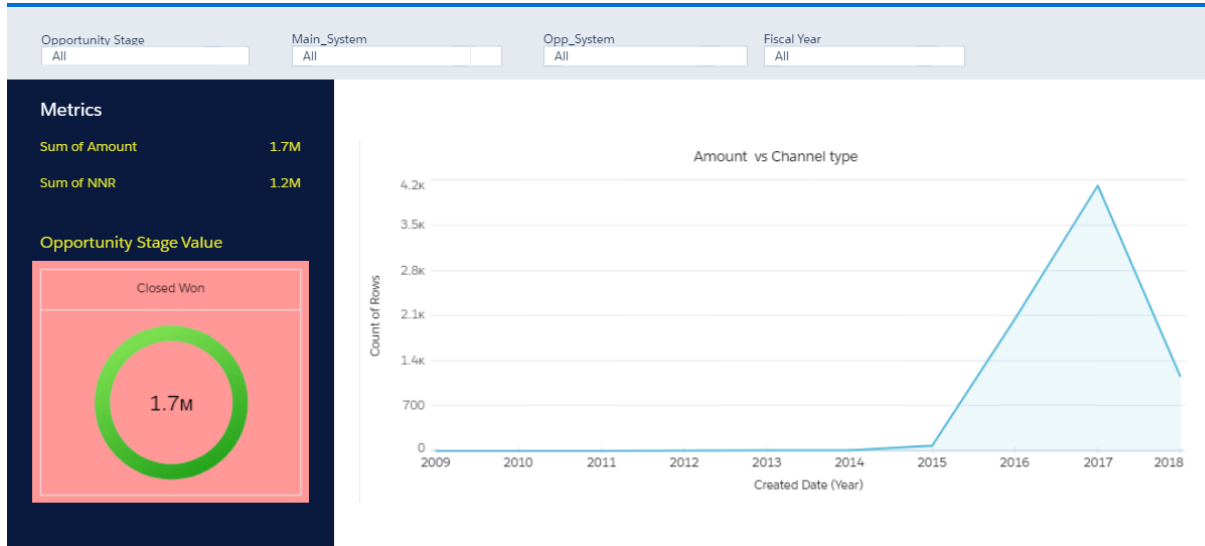 Opportunity Stage Main_System Opp_System Fiscal Year
All All All All
Metrics
Sum of Amount 1.7M
Sum of NNR 1.2M
Opportunity Stage Value
Closed Won
1.7M
Amount vs Channel type
Count of Rows
4.2K
3.5K
2.8K
2.1K
1.4K
700
0
2009 2010 2011 2012 2013 2014 2015 2016 2017 2018
Created Date (Year)